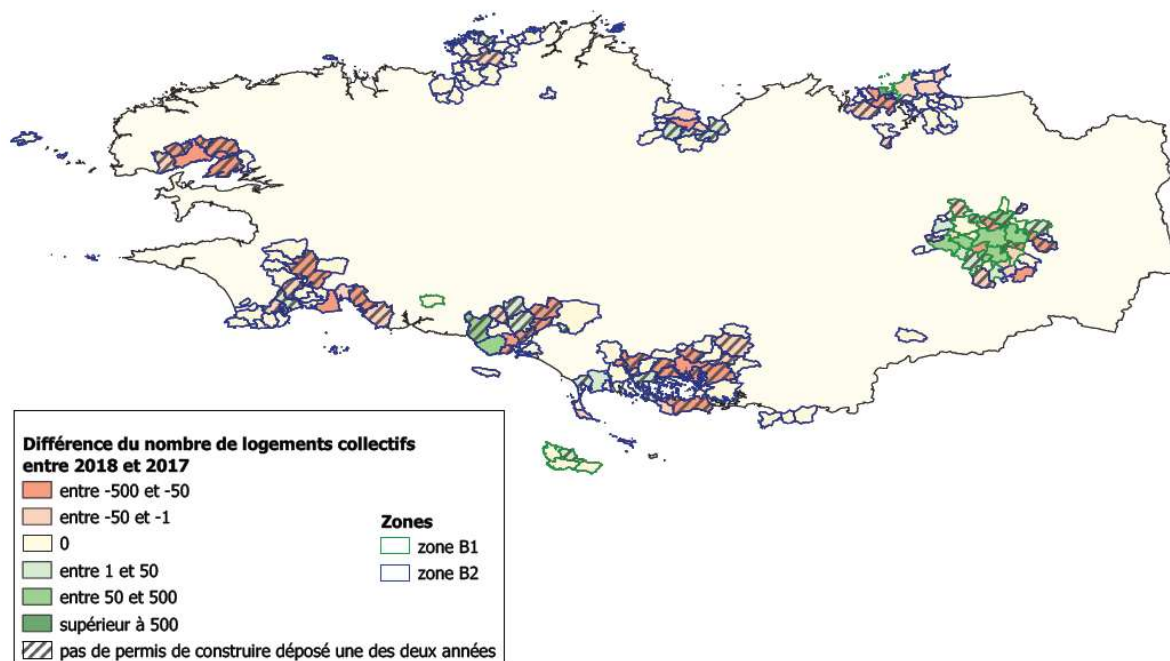 Différence du nombre de logements collectifs
entre 2018 et 2017
entre -500 et -50
entre -50 et -1
0
entre 1 et 50
entre 50 et 500
supérieur à 500
pas de permis de construire déposé une des deux années
Zones
zone B1
zone B2